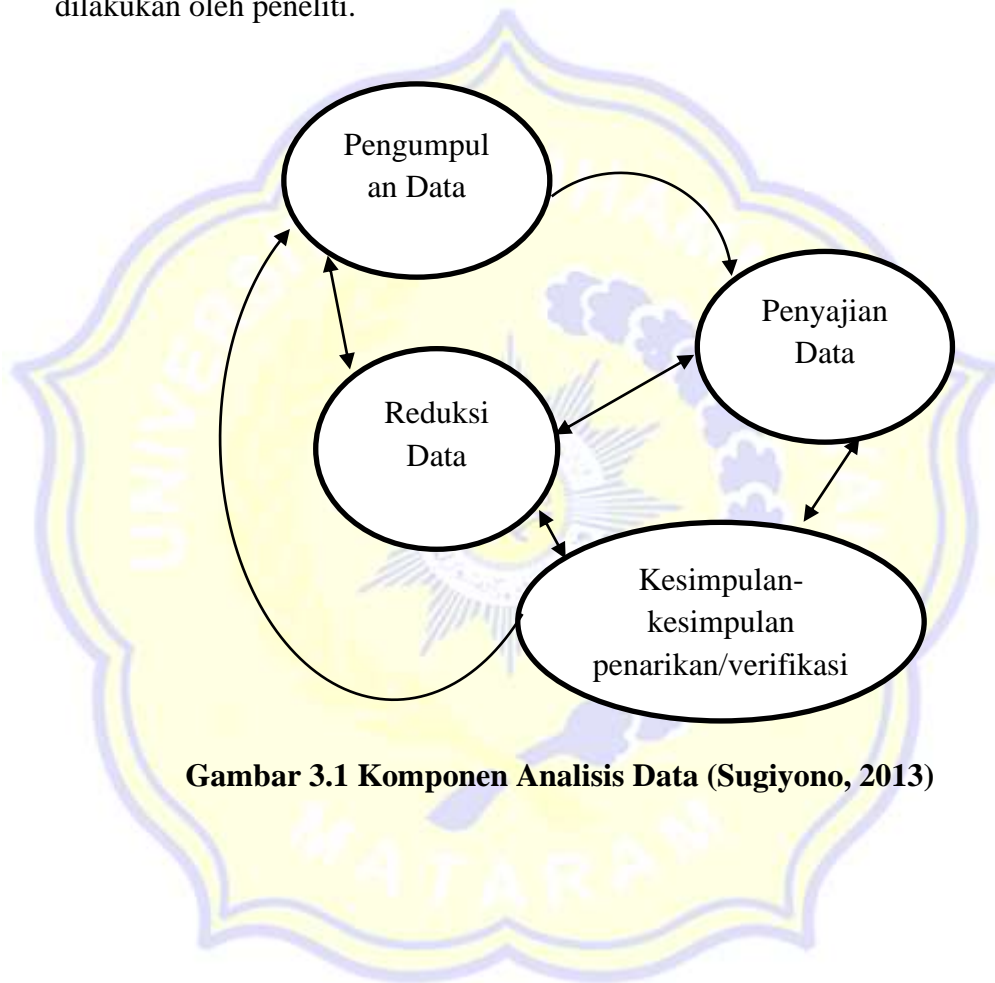 dilakukan oleh peneliti.
Pengumpul
an Data
Penyajian
Data
Reduksi
Data
Kesimpulan-
kesimpulan
penarikan/verifikasi
Gambar 3.1 Komponen Analisis Data (Sugiyono, 2013)
MATARAM